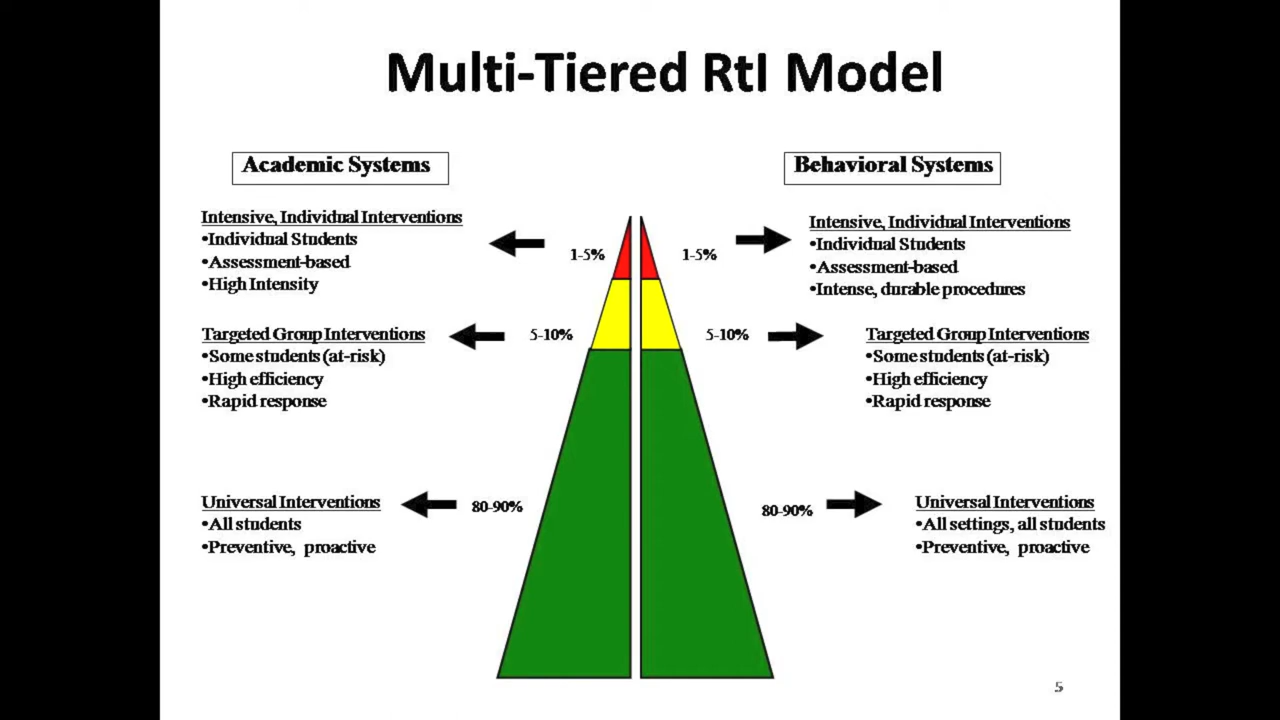 Multi-Tiered RtI Model
Academic Systems
Intensive, Individual Interventions
•Individual Students
•Assessment-based
•High Intensity
1-5%
Targeted Group Interventions
•Some students (at-risk)
•High efficiency
•Rapid response
5-10%
Universal Interventions
•All students
•Preventive, proactive
80-90%
Behavioral Systems
1-5%
Intensive, Individual Interventions
•Individual Students
•Assessment-based
•Intense, durable procedures
5-10%
Targeted Group Interventions
•Some students (at-risk)
•High efficiency
•Rapid response
80-90%
Universal Interventions
•All settings, all students
•Preventive, proactive
5